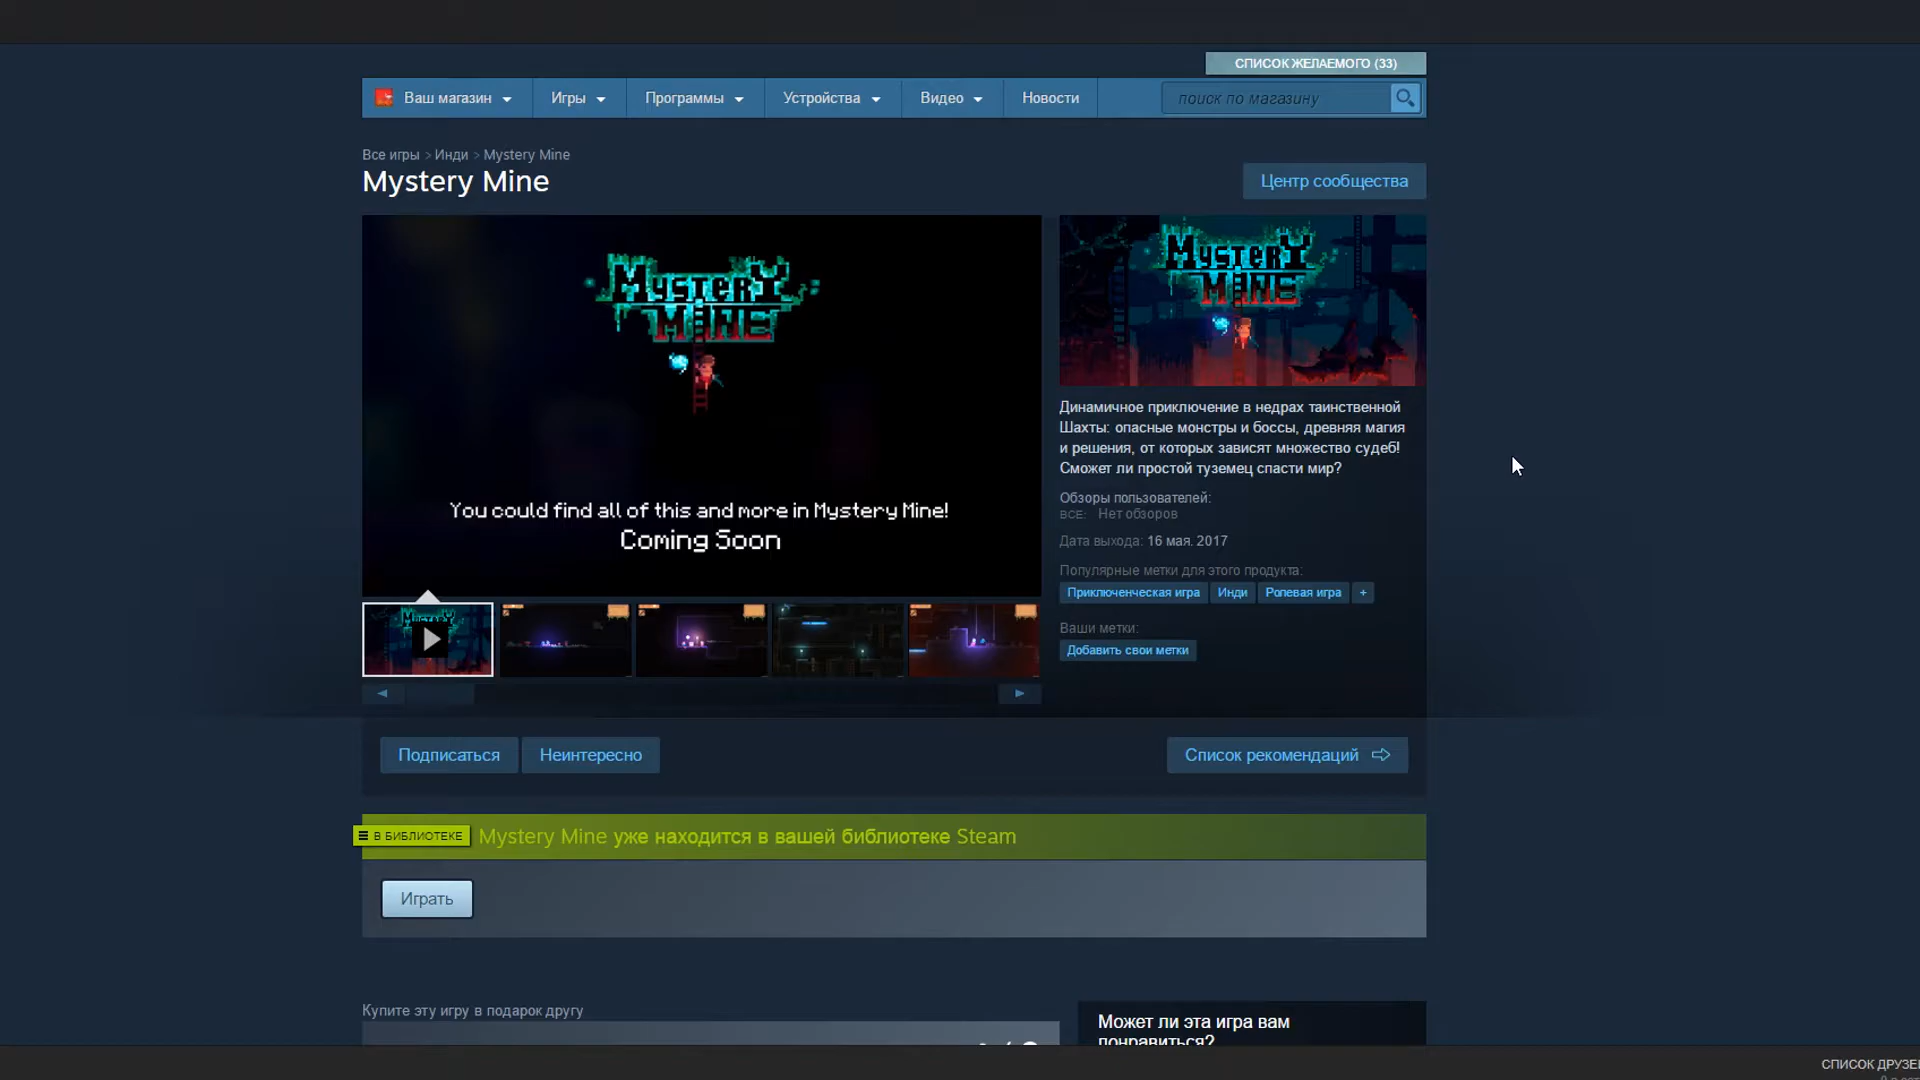 СПИСОК ЖЕЛАЕМОГО (33)
Ваш магазин
Игры
Программы
Устройства
Видео
Новости
поиск по магазину
Все игры > Инди > Mystery Mine
Mystery Mine
Центр сообщества
MYSTERY
MINE
You could find all of this and more in Mystery Mine!
Coming Soon
MYSTERY
MINE
Динамичное приключение в недрах таинственной
Шахты: опасные монстры и боссы, древняя магия
и решения, от которых зависят множество судеб!
Сможет ли простой туземец спасти мир?
Обзоры пользователей:
ВСЕ: Нет обзоров
Дата выхода: 16 мая. 2017
Популярные метки для этого продукта:
Приключенческая игра Инди Ролевая игра +
Ваши метки:
Добавить свои метки
Подписаться
Неинтересно
Список рекомендаций
В БИБЛИОТЕКЕ
Mystery Mine уже находится в вашей библиотеке Steam
Играть
Купите эту игру в подарок другу
Может ли эта игра вам
понравиться?
СПИСОК ДРУЗЕ